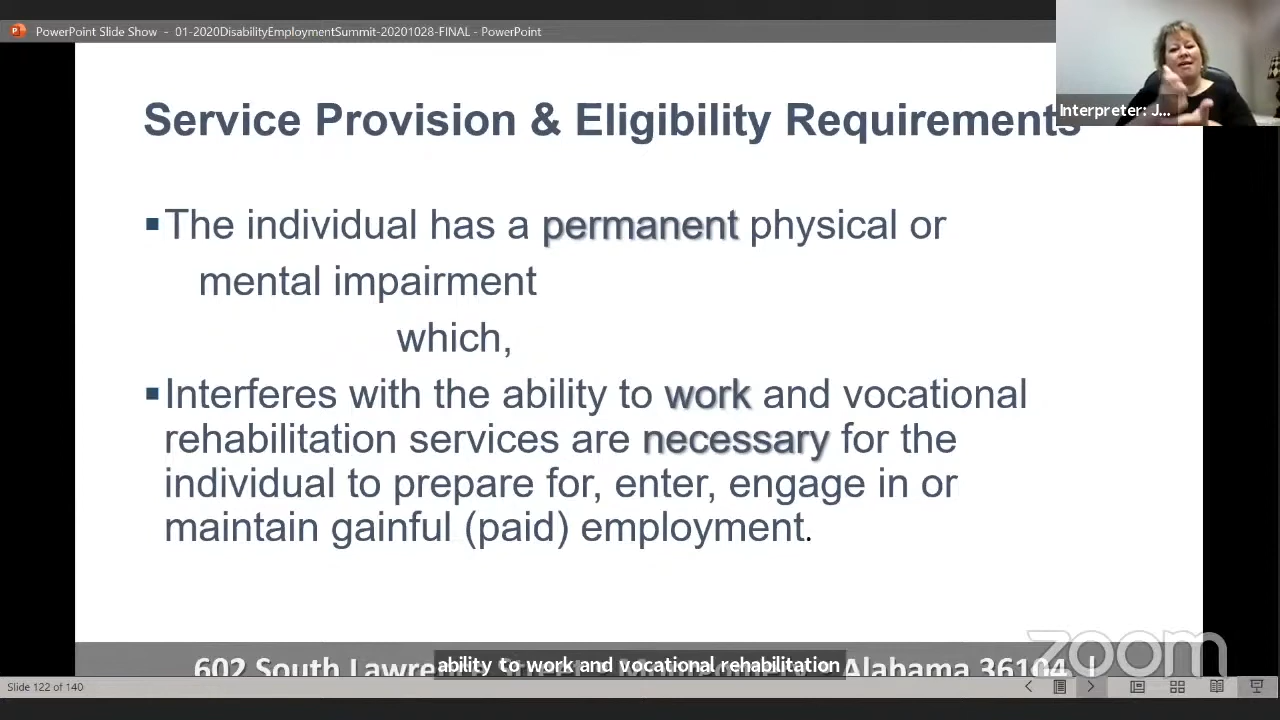 PowerPoint Slide Show - 01-2020DisabilityEmploymentSummit-20201028-FINAL - PowerPoint
Interpreter: J...
Service Provision & Eligibility Requirements
▪The individual has a permanent physical or
mental impairment
which,
▪Interferes with the ability to work and vocational
rehabilitation services are necessary for the
individual to prepare for, enter, engage in or
maintain gainful (paid) employment.
zoom
602 South Lawrence Street - Montgomery, Alabama 36104 |
ability to work and vocational rehabilitation
Slide 122 of 140